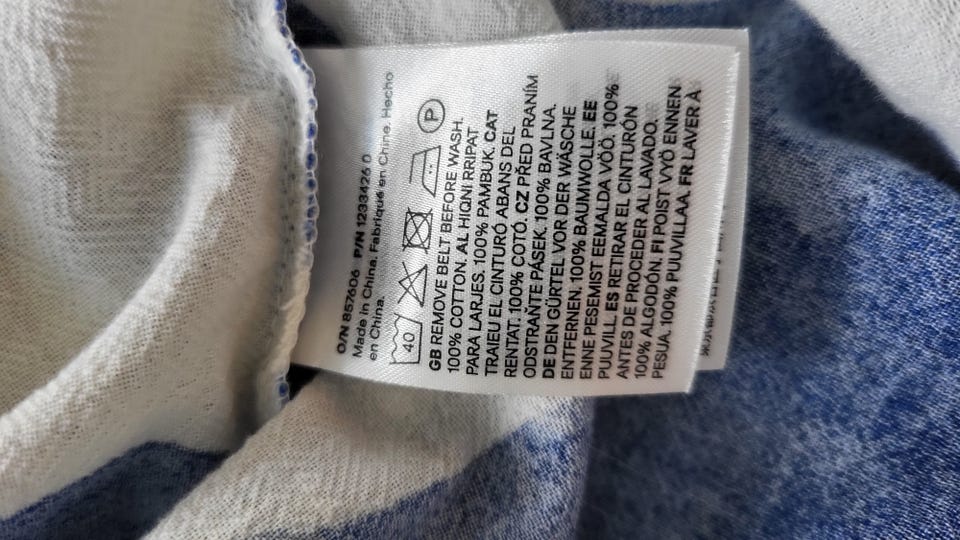 O/N 857606 P/N 1233426 0
Made in China. Fabriqué en Chine. Hecho
en China.
40 P
GB REMOVE BELT BEFORE WASH.
100% COTTON. AL HIQNI RRIPAT
PARA LARJES. 100% PAMBUK. CAT
TRAIEU EL CINTURÓ ABANS DEL
RENTAT. 100% COTÓ. CZ PŘED PRANÍM
ODSTRAŇTE PÁSEK. 100% BAVLNA.
DE DEN GÜRTEL VOR DER WÄSCHE
ENTFERNEN. 100% BAUMWOLLE. EE
ENNE PESEMIST EEMALDA VÖÖ. 100%
PUUVILL. ES RETIRAR EL CINTURÓN
ANTES DE PROCEDER AL LAVADO.
100% ALGODÓN. FI POIST VYÖ ENNEN
PESUA. 100% PUUVILLAA. FR LAVER À